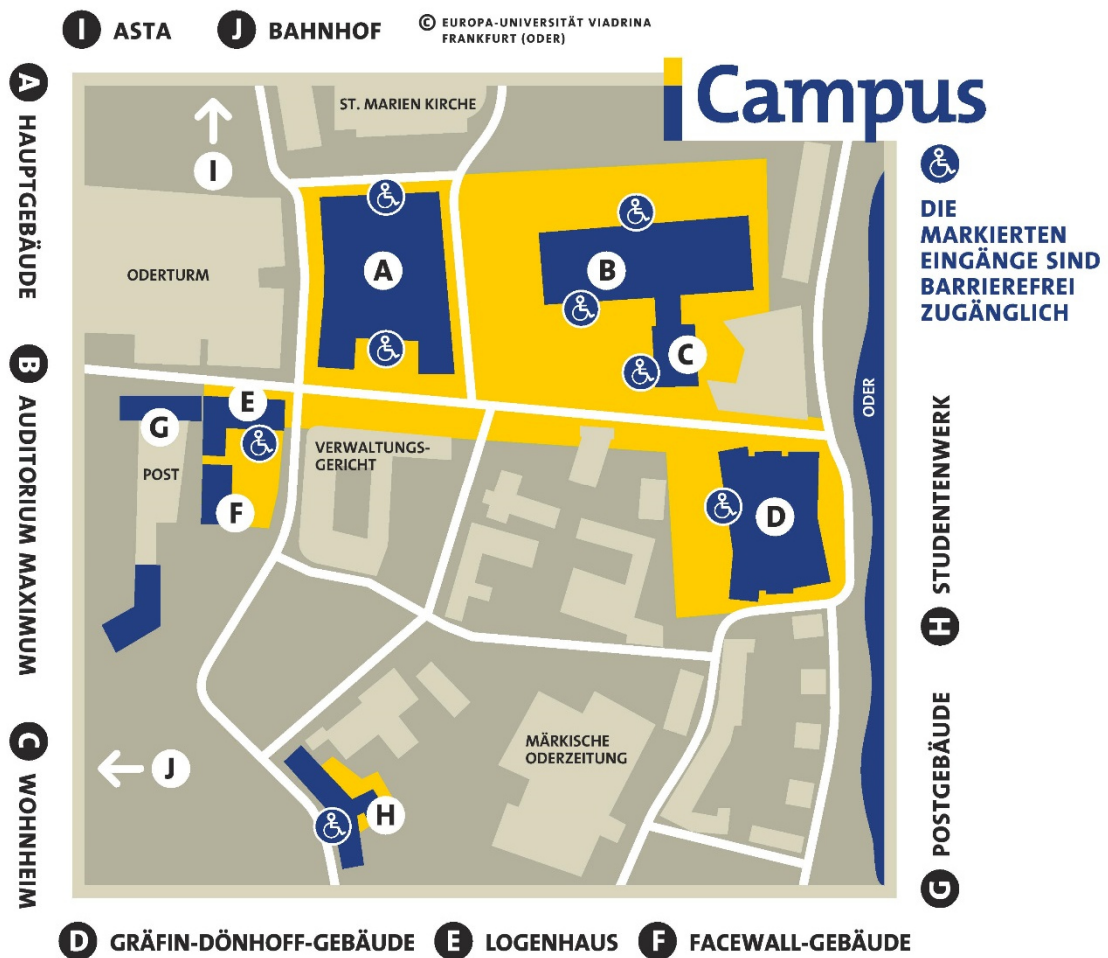 I ASTA
J BAHNHOF
© EUROPA-UNIVERSITÄT VIADRINA
FRANKFURT (ODER)
Campus
A HAUPTGEBÄUDE
B AUDITORIUM MAXIMUM
C WOHNHEIM
ST. MARIEN KIRCHE
I
ODERTURM
A
B
C
DIE
MARKIERTEN
EINGÄNGE SIND
BARRIEREFREI
ZUGÄNGLICH
ODER
E
G
POST
F
VERWALTUNGS-
GERICHT
D
MÄRKISCHE
ODERZEITUNG
J
H
H STUDENTENWERK
G POSTGEBÄUDE
D GRÄFIN-DÖNHOFF-GEBÄUDE
E LOGENHAUS
F FACEWALL-GEBÄUDE